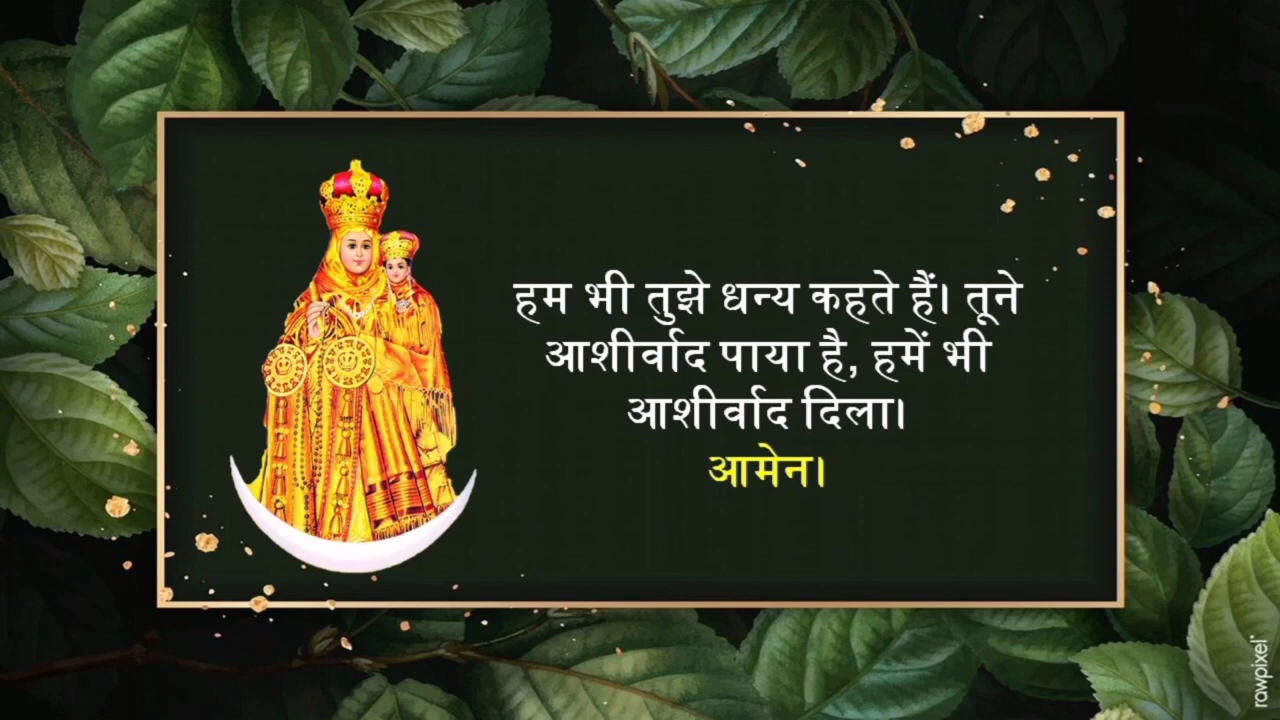 हम भी तुझे धन्य कहते हैं। तूने
आशीर्वाद पाया है, हमें भी
आशीर्वाद दिला।
आमेन।
rawpixel